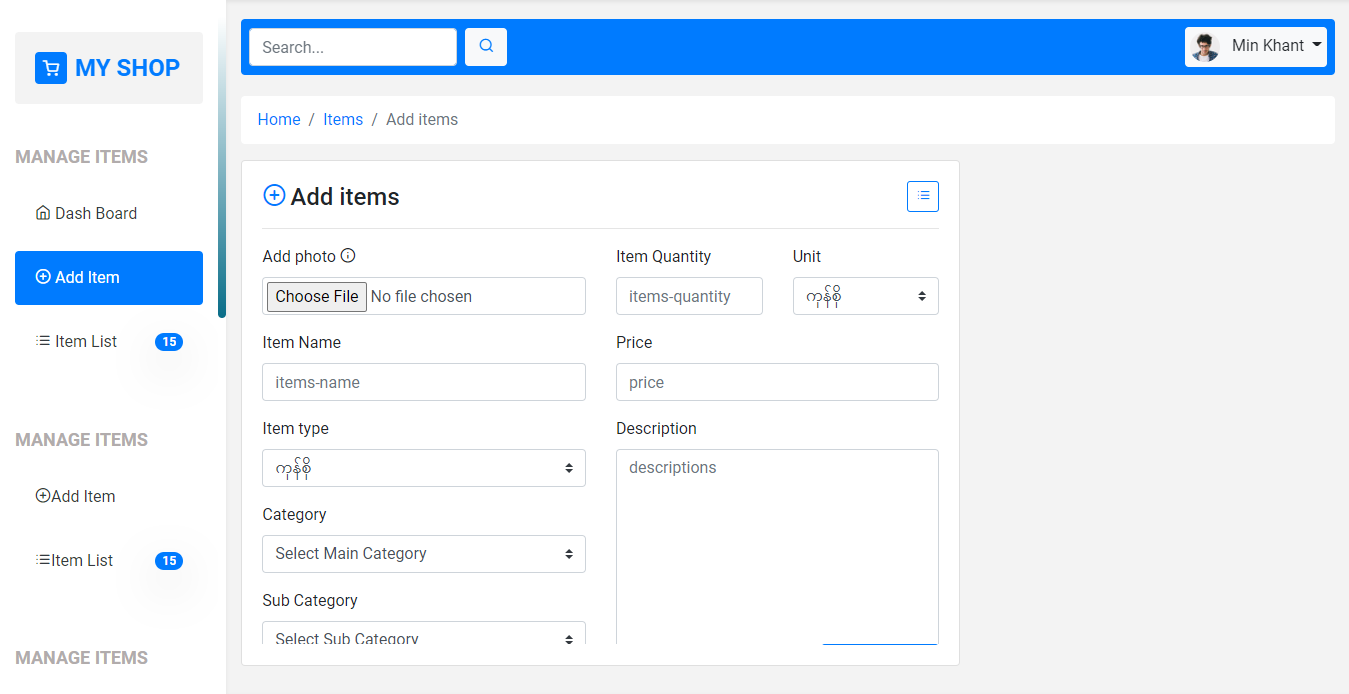 MY SHOP
MANAGE ITEMS
Dash Board
Add Item
Item List 15
MANAGE ITEMS
Add Item
Item List 15
MANAGE ITEMS
Search...
Min Khant
Home / Items / Add items
Add items
Add photo
Choose File No file chosen
Item Name
items-name
Item type
ကုန်စို
Category
Select Main Category
Sub Category
Select Sub Category
Item Quantity
items-quantity
Unit
ကုန်စို
Price
price
Description
descriptions